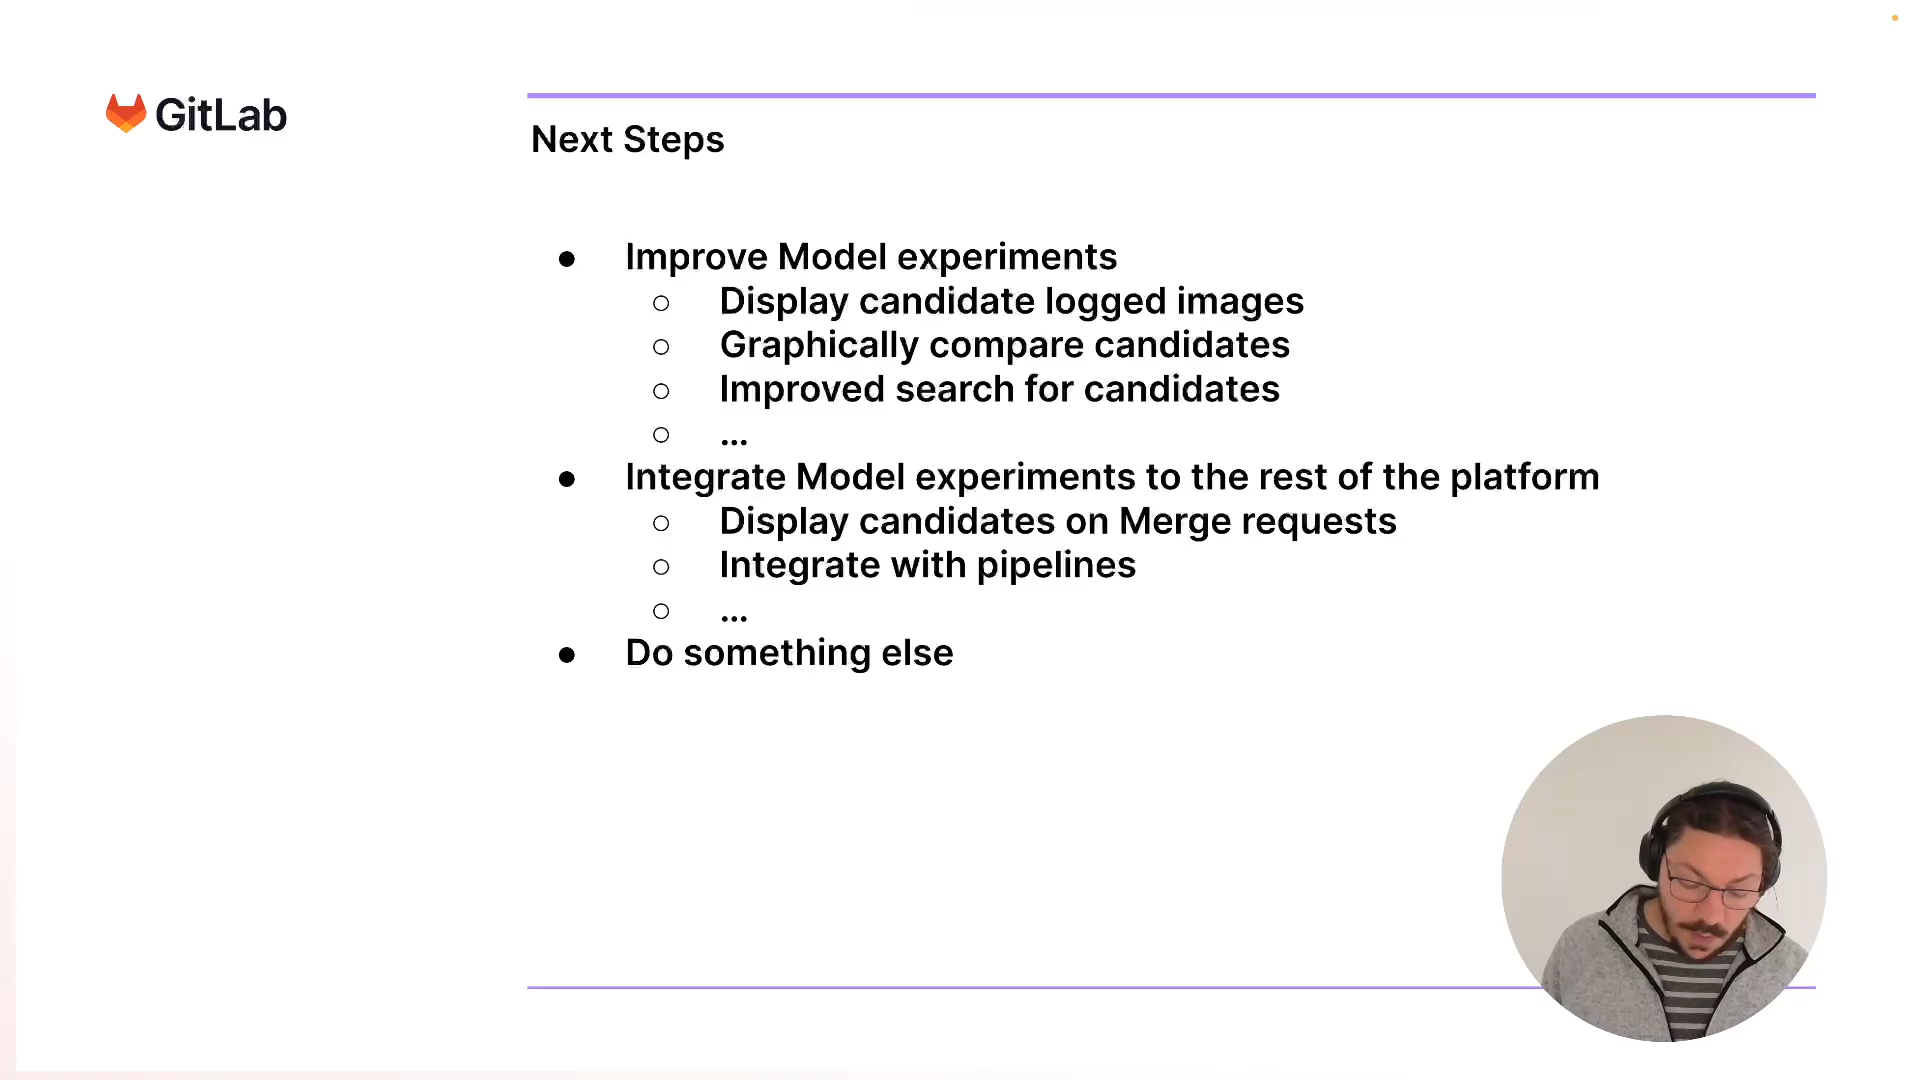 GitLab
Next Steps
● Improve Model experiments
○ Display candidate logged images
○ Graphically compare candidates
○ Improved search for candidates
○ ...
● Integrate Model experiments to the rest of the platform
○ Display candidates on Merge requests
○ Integrate with pipelines
○ ...
● Do something else